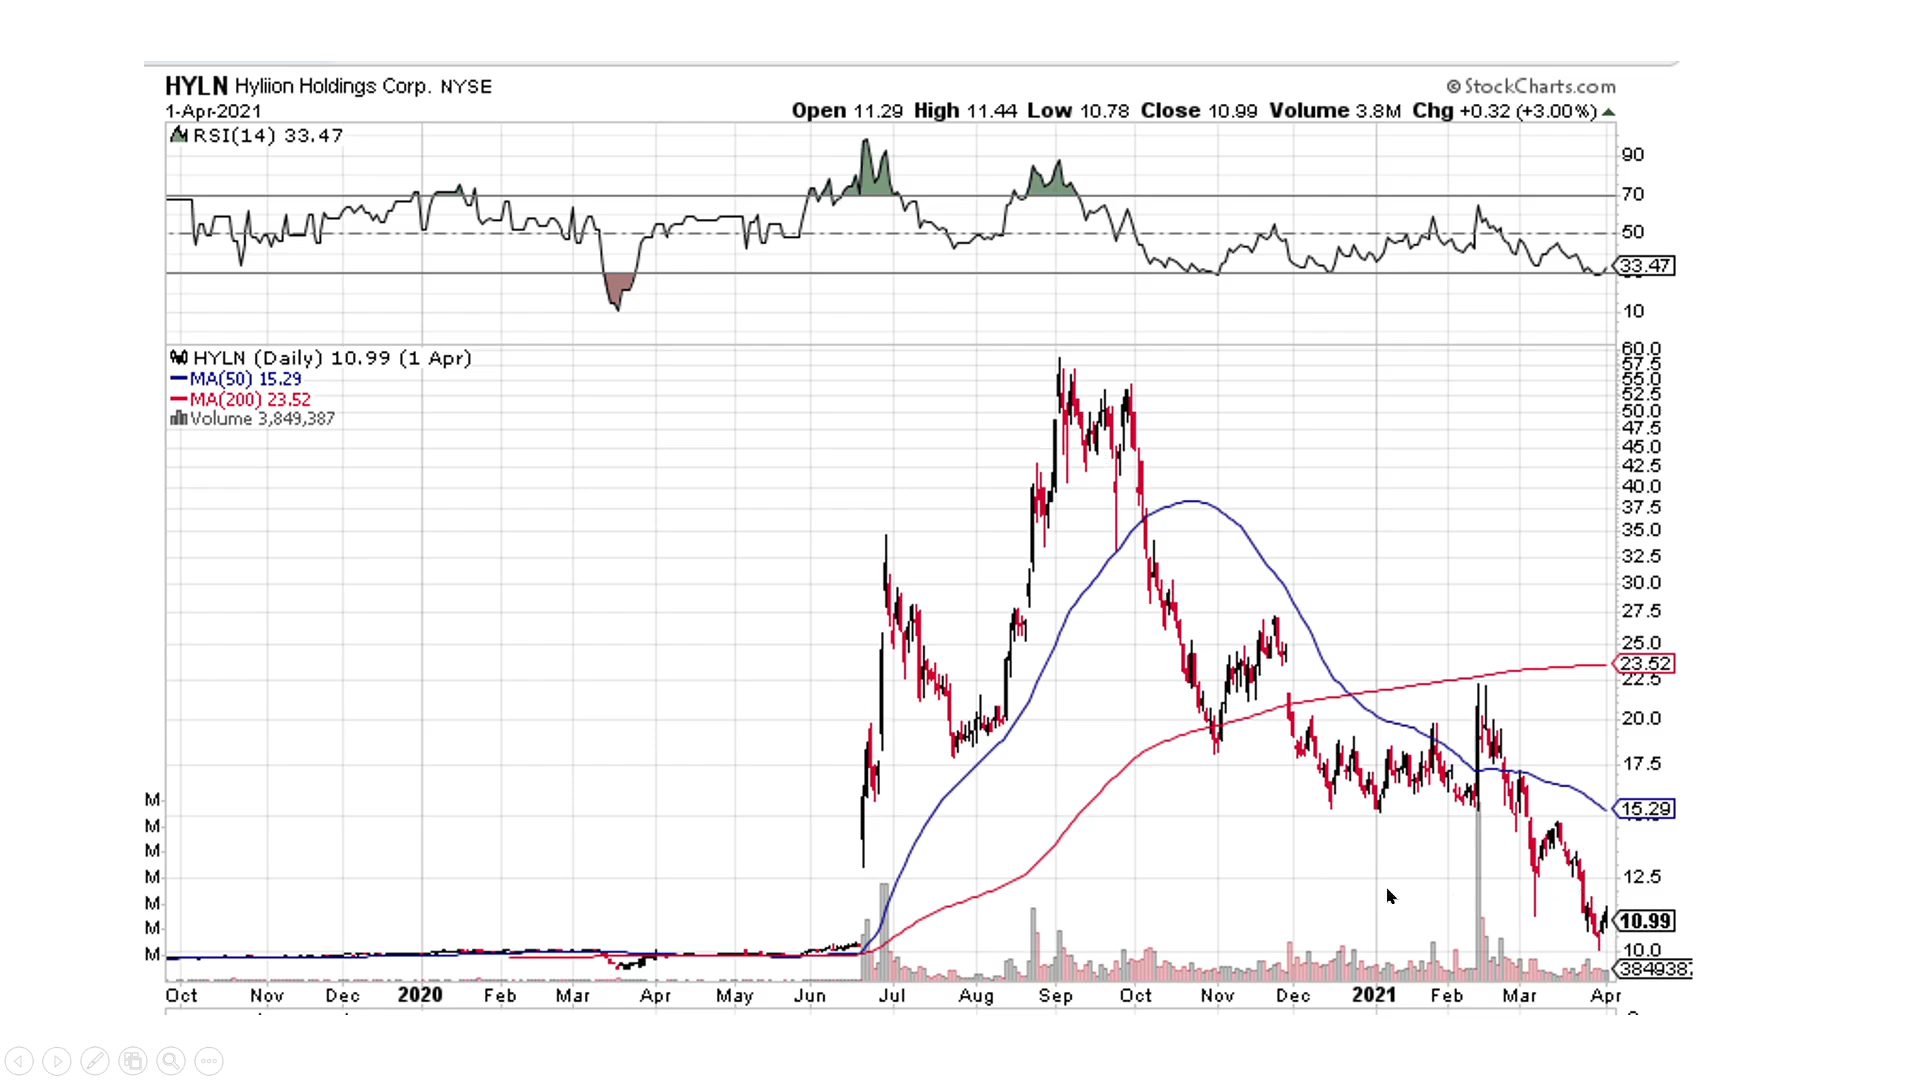 HYLN Hyliion Holdings Corp. NYSE
© StockCharts.com
1-Apr-2021
Open 11.29 High 11.44 Low 10.78 Close 10.99 Volume 3.8M Chg +0.32 (+3.00%)
RSI(14) 33.47
90
70
50
33.47
10
HYLN (Daily) 10.99 (1 Apr)
MA(50) 15.29
MA(200) 23.52
Volume 3,849,387
60.0
57.5
55.0
52.5
50.0
47.5
45.0
42.5
40.0
37.5
35.0
32.5
30.0
27.5
25.0
23.52
22.5
20.0
17.5
15.29
12.5
10.99
10.0
3849387
M
M
M
M
M
M
M
Oct Nov Dec 2020 Feb Mar Apr May Jun Jul Aug Sep Oct Nov Dec 2021 Feb Mar Apr